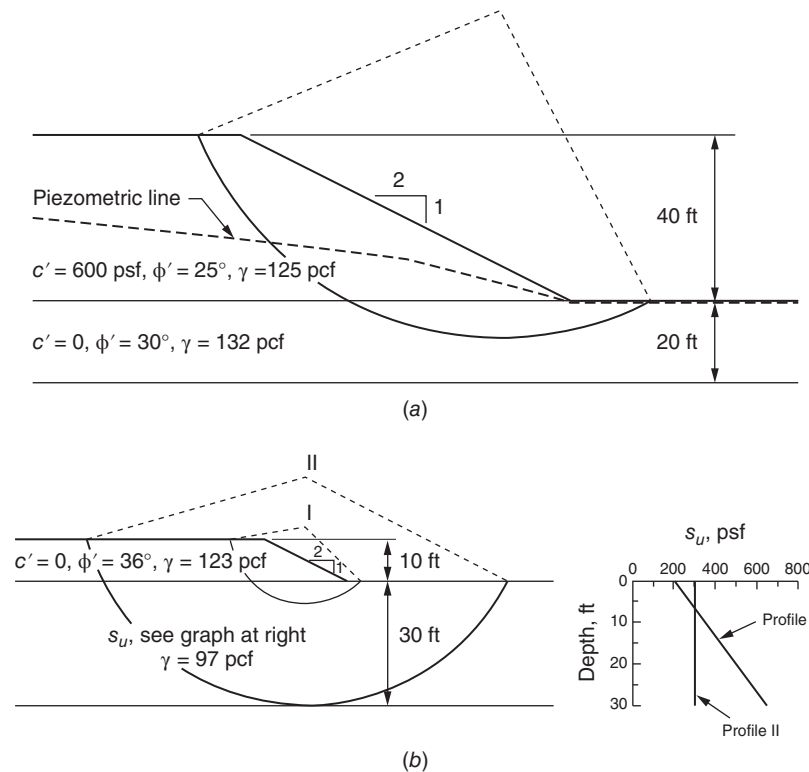 2
1
Piezometric line
40 ft
c′ = 600 psf, ϕ′ = 25°, γ =125 pcf
c′ = 0, ϕ′ = 30°, γ = 132 pcf
20 ft
(a)
II
I
c′ = 0, ϕ′ = 36°, γ = 123 pcf
2
1
10 ft
su, see graph at right
γ = 97 pcf
30 ft
su, psf
0 200 400 600 800
0
10
20
30
Depth, ft
Profile
Profile II
(b)